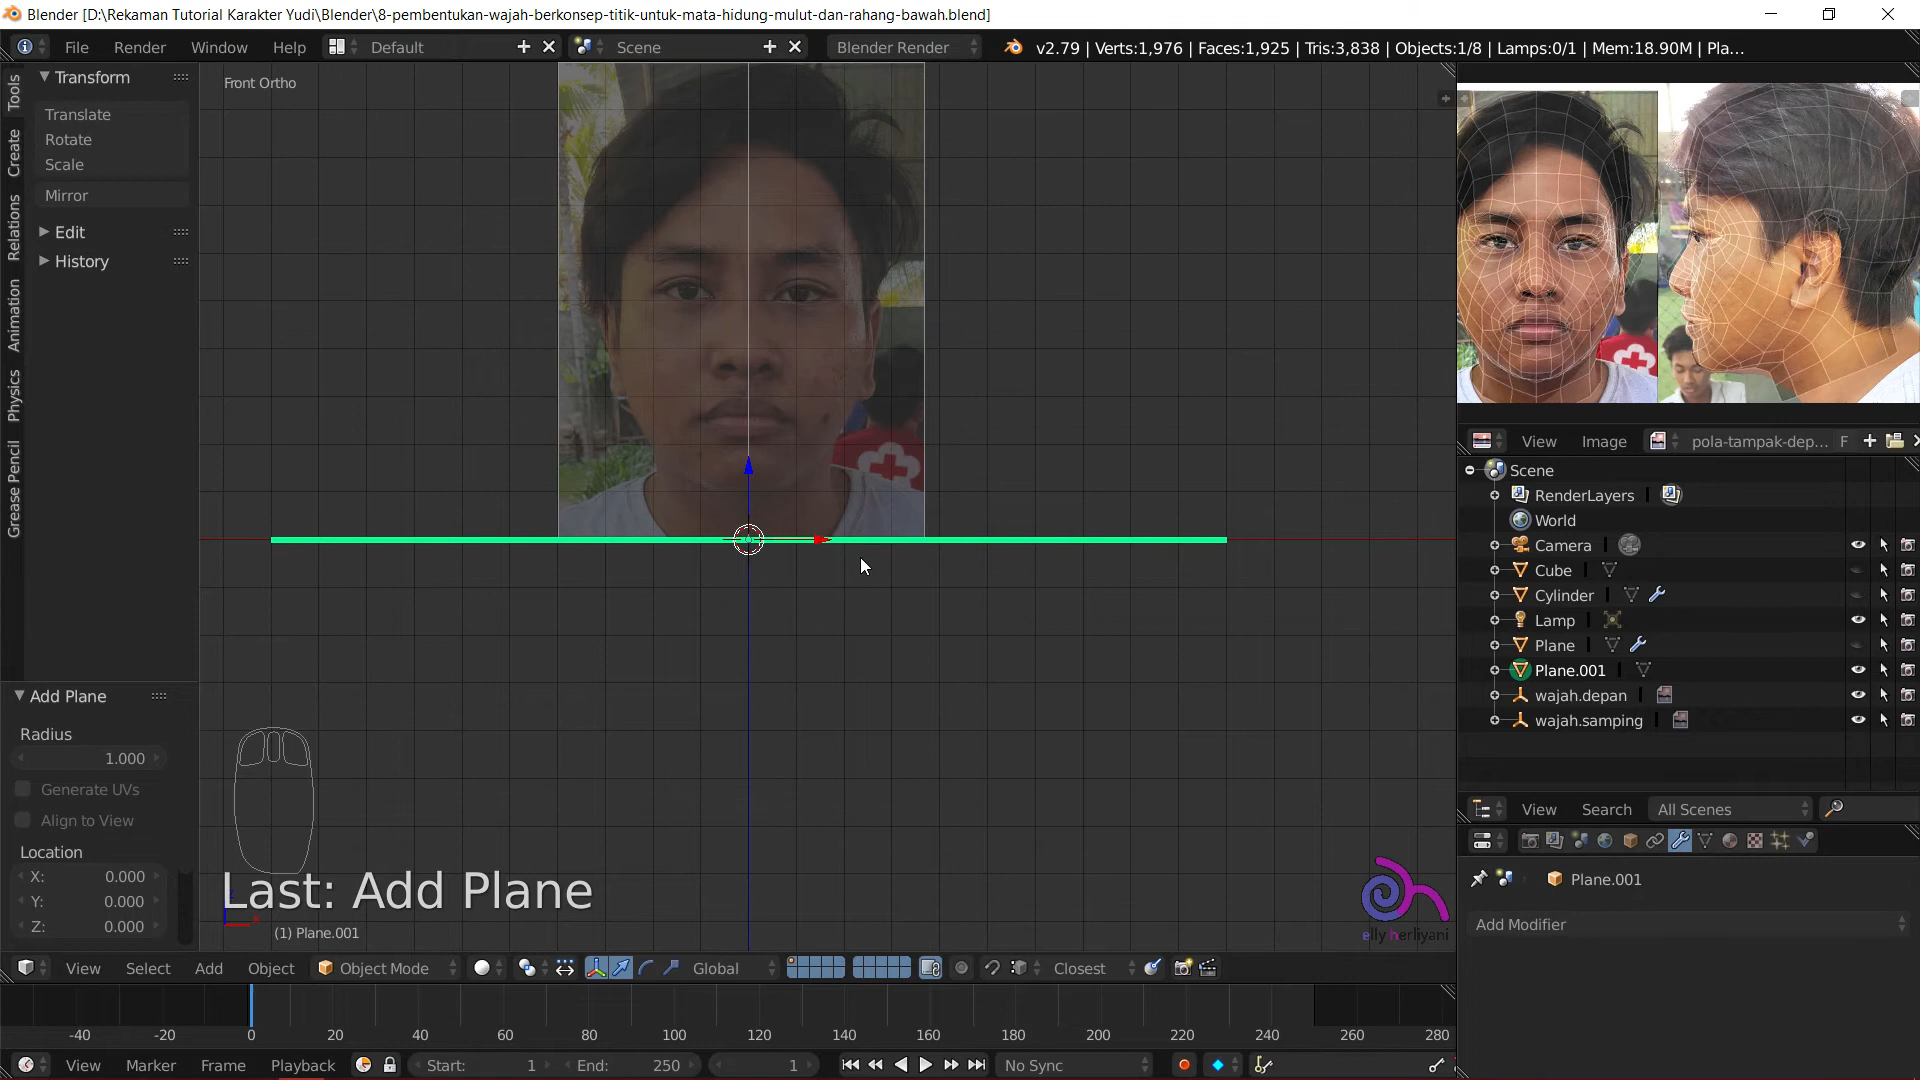 Blender [D:\Rekaman Tutorial Karakter Yudi\Blender\8-pembentukan-wajah-berkonsep-titik-untuk-mata-hidung-mulut-dan-rahang-bawah.blend]
File Render Window Help Default Scene Blender Render v2.79 | Verts:1,976 | Faces:1,925 | Tris:3,838 | Objects:1/8 | Lamps:0/1 | Mem:18.90M | Pla...
Tools
Create
Relations
Animation
Physics
Grease Pencil
Transform
Translate
Rotate
Scale
Mirror
Edit
History
Front Ortho
Add Plane
Radius
1.000
Generate UVs
Align to View
Location
X: 0.000
Y: 0.000
Z: 0.000
Last: Add Plane
(1) Plane.001
elly herliyani
View Select Add Object Object Mode Global Closest
-40 -20 0 20 40 60 80 100 120 140 160 180 200 220 240 260 280
View Marker Frame Playback Start: 1 End: 250 1 No Sync
View Image pola-tampak-dep... F
Scene
RenderLayers
World
Camera
Cube
Cylinder
Lamp
Plane
Plane.001
wajah.depan
wajah.samping
View Search All Scenes
Plane.001
Add Modifier